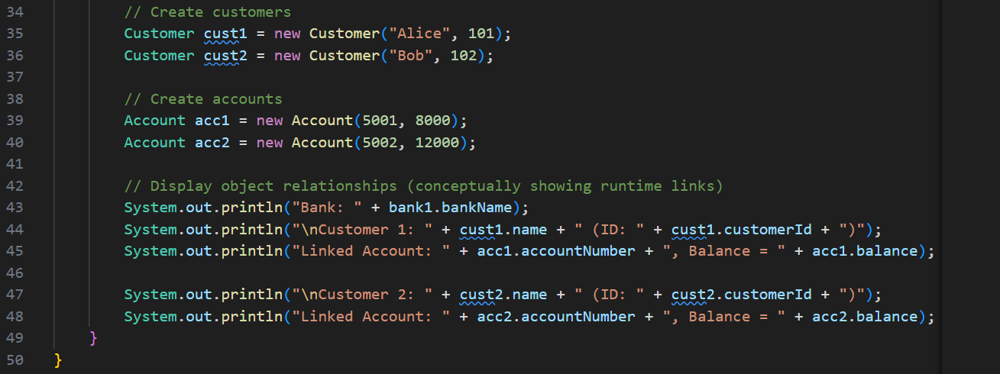 34 // Create customers
35 Customer cust1 = new Customer("Alice", 101);
36 Customer cust2 = new Customer("Bob", 102);
37
38 // Create accounts
39 Account acc1 = new Account(5001, 8000);
40 Account acc2 = new Account(5002, 12000);
41
42 // Display object relationships (conceptually showing runtime links)
43 System.out.println("Bank: " + bank1.bankName);
44 System.out.println("\nCustomer 1: " + cust1.name + " (ID: " + cust1.customerId + ")");
45 System.out.println("Linked Account: " + acc1.accountNumber + ", Balance = " + acc1.balance);
46
47 System.out.println("\nCustomer 2: " + cust2.name + " (ID: " + cust2.customerId + ")");
48 System.out.println("Linked Account: " + acc2.accountNumber + ", Balance = " + acc2.balance);
49 }
50 }